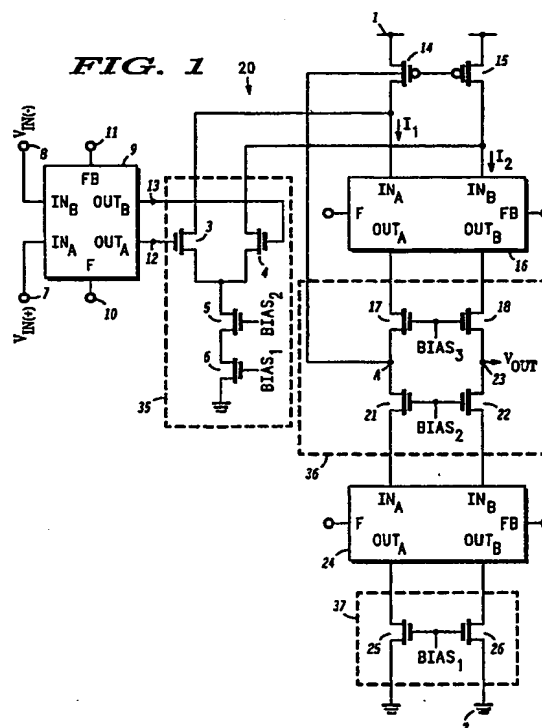 FIG. 1
20
1
14
15
I1
I2
VIN(-)
8
11
9
FB
INB OUTB
13
INA OUTA
12
F
7
10
VIN(+)
3
4
5
BIAS2
6
BIAS1
35
INA INB
F FB
OUTA OUTB
16
17
18
BIAS3
A
23
VOUT
21
22
BIAS2
36
INA INB
F FB
OUTA OUTB
24
37
25
26
BIAS1